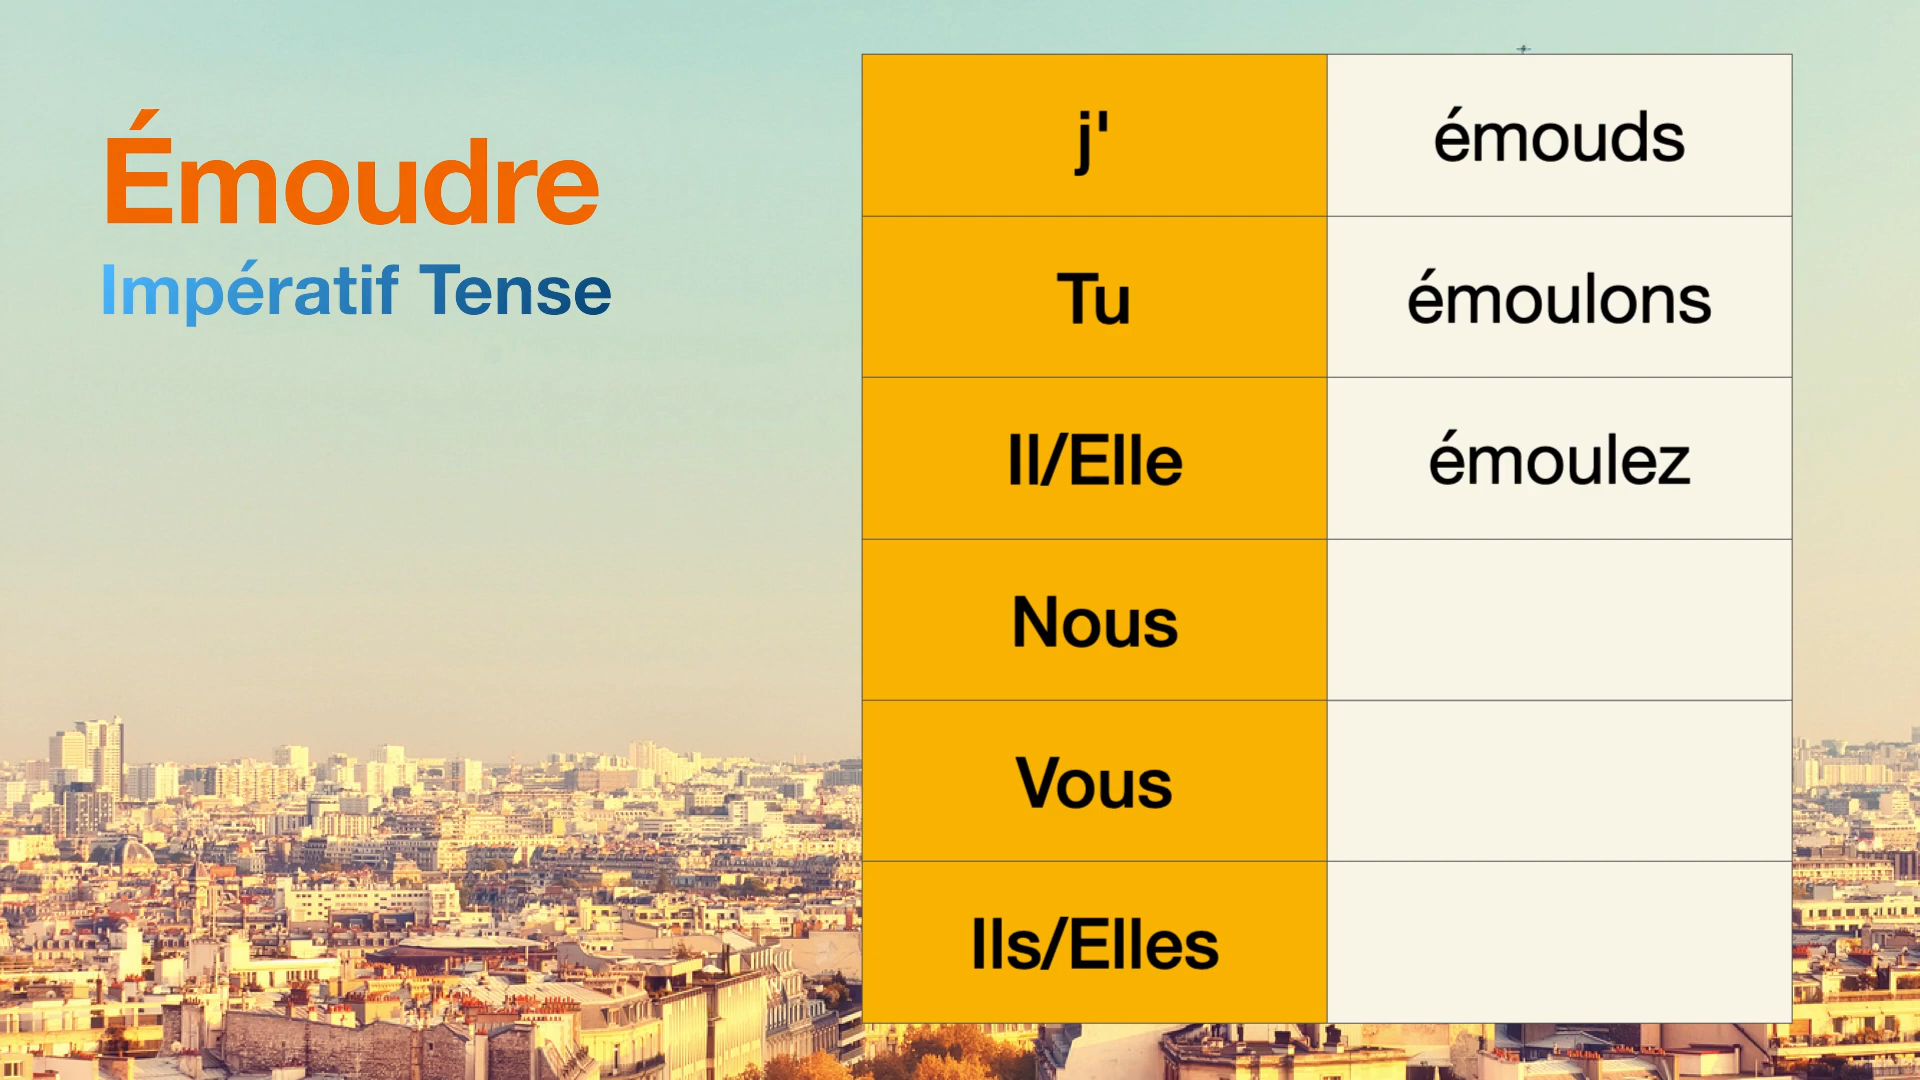 Émoudre
Impératif Tense
j' émouds
Tu émoulons
Il/Elle émoulez
Nous
Vous
Ils/Elles